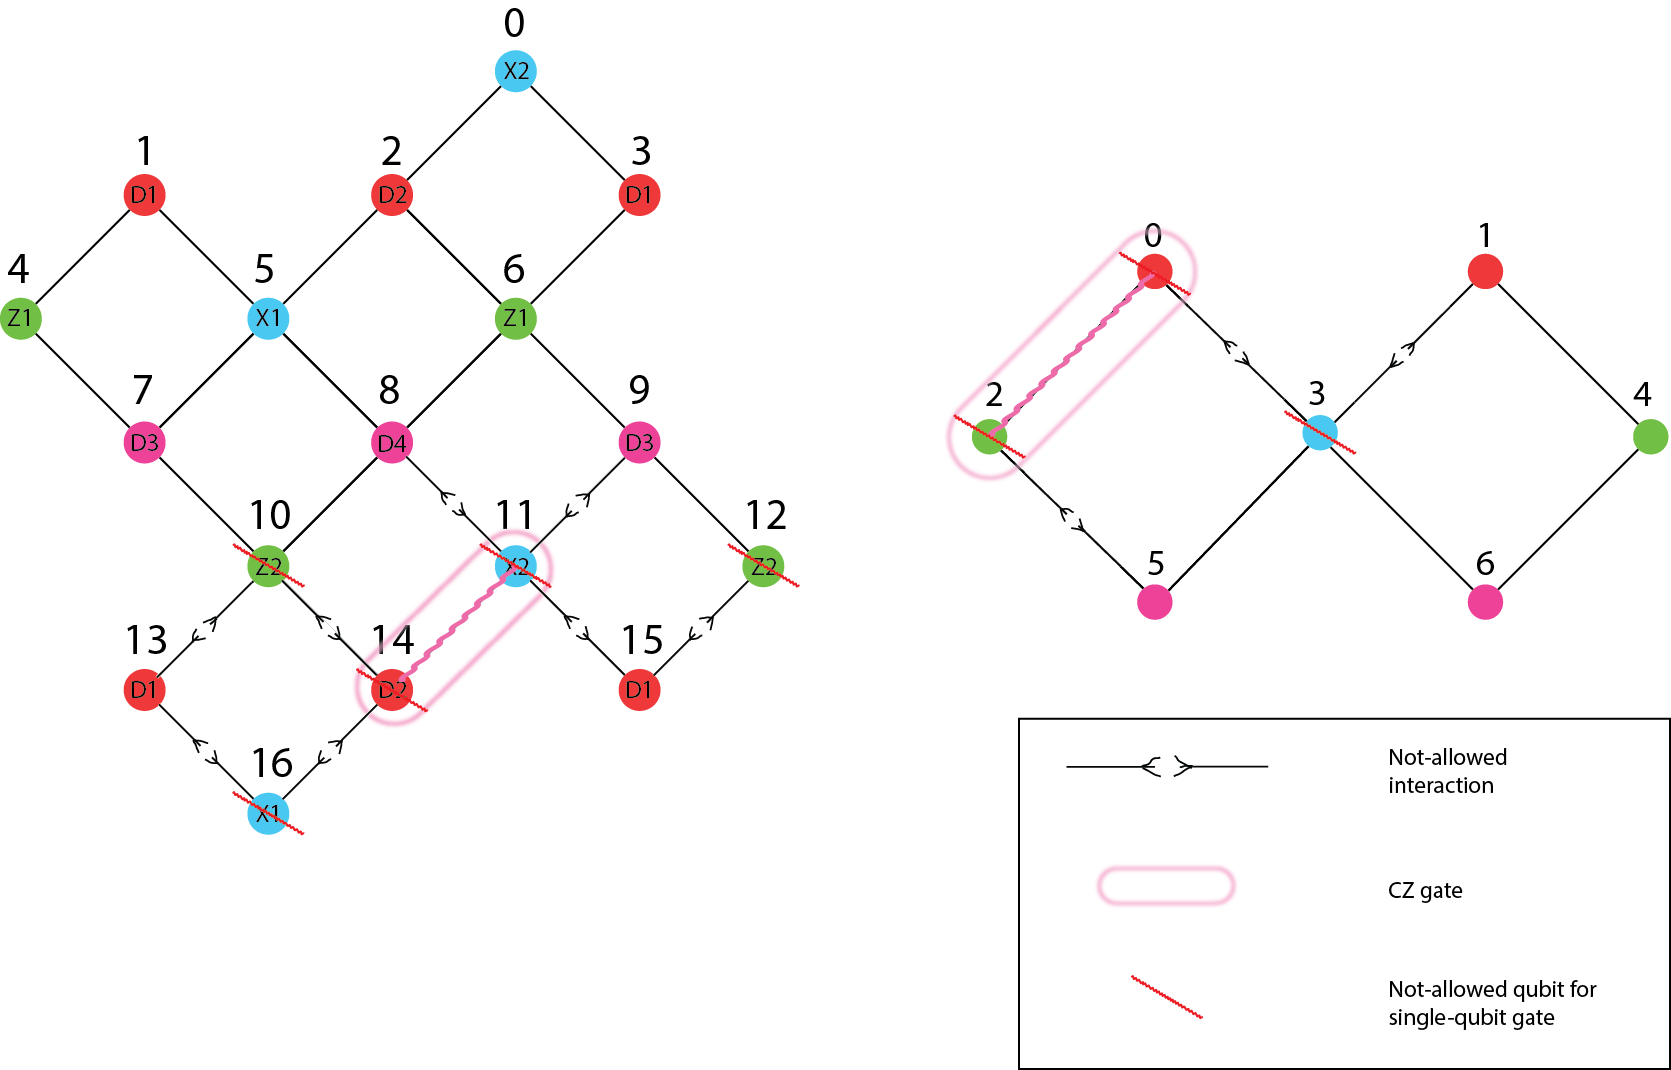 0
X2
1
2
3
D1
D2
D1
4
5
6
Z1
X1
Z1
7
8
9
D3
D4
D3
10
11
12
Z2
X2
Z2
13
14
15
D1
D2
D1
16
X1
0
1
2
3
4
5
6
Not-allowed
interaction
CZ gate
Not-allowed qubit for
single-qubit gate